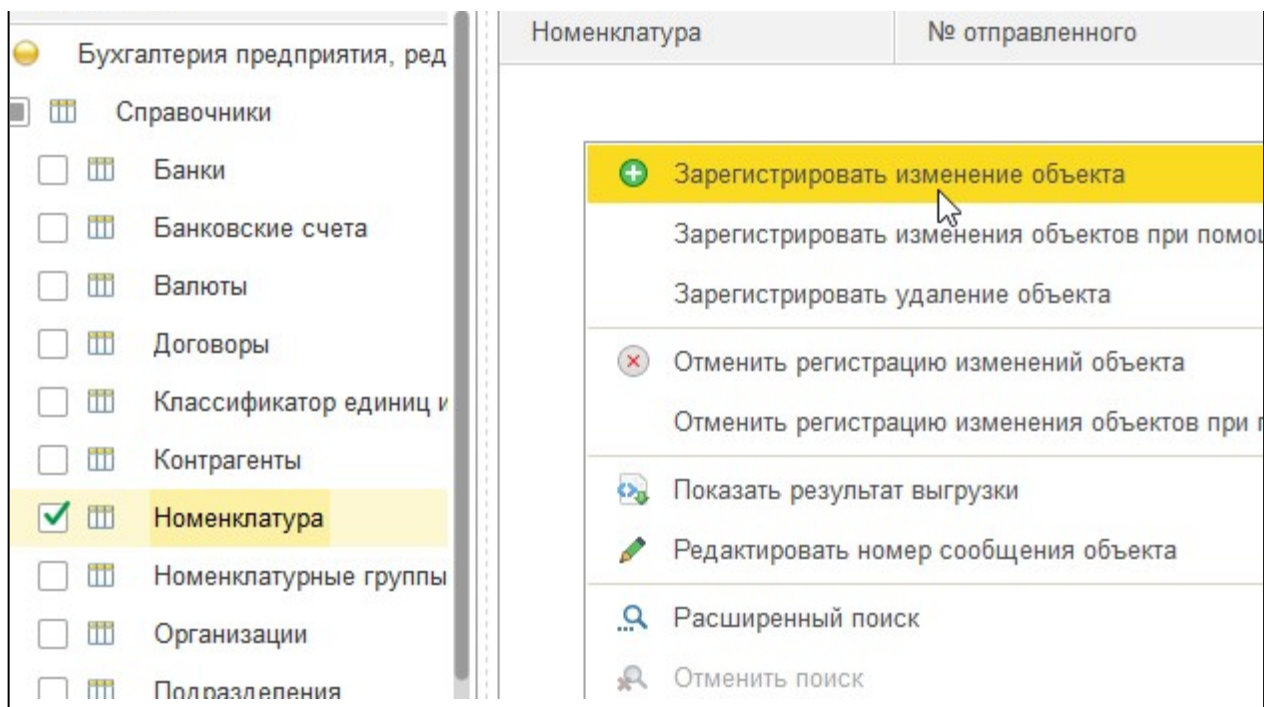 Бухгалтерия предприятия, ред
Справочники
Банки
Банковские счета
Валюты
Договоры
Классификатор единиц и
Контрагенты
Номенклатура
Номенклатурные группы
Организации
Подразделения
Номенклатура
№ отправленного
Зарегистрировать изменение объекта
Зарегистрировать изменения объектов при помо
Зарегистрировать удаление объекта
Отменить регистрацию изменений объекта
Отменить регистрацию изменения объектов при
Показать результат выгрузки
Редактировать номер сообщения объекта
Расширенный поиск
Отменить поиск